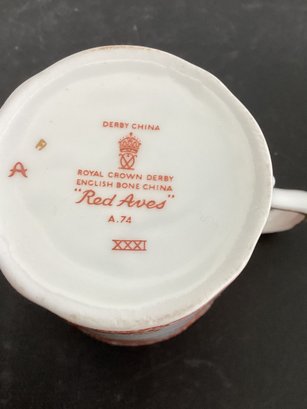 DERBY CHINA
R
A
ROYAL CROWN DERBY
ENGLISH BONE CHINA
"Red Aves"
A.74
XXXI